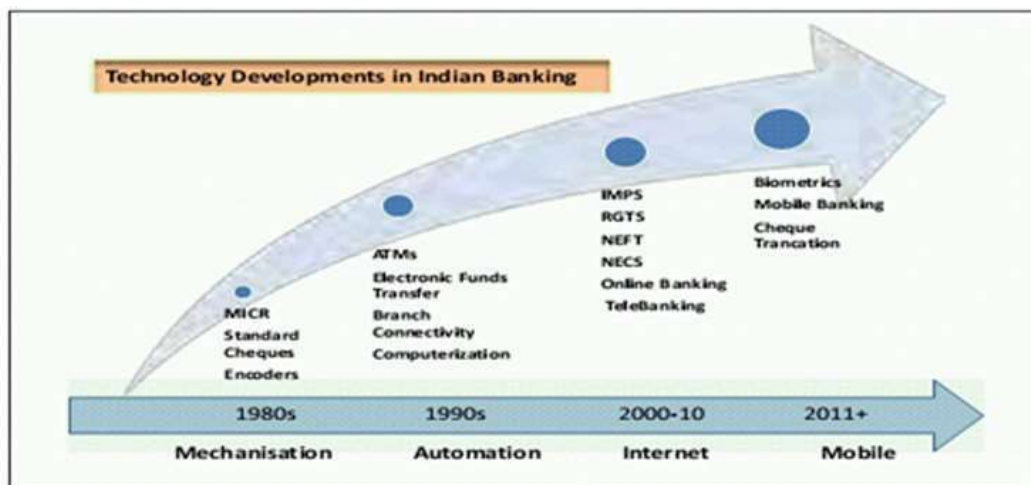 Technology Developments in Indian Banking
MICR
Standard
Cheques
Encoders
ATMs
Electronic Funds
Transfer
Branch
Connectivity
Computerization
IMPS
RGTS
NEFT
NECS
Online Banking
TeleBanking
Biometrics
Mobile Banking
Cheque
Trancation
1980s
1990s
2000-10
2011+
Mechanisation
Automation
Internet
Mobile